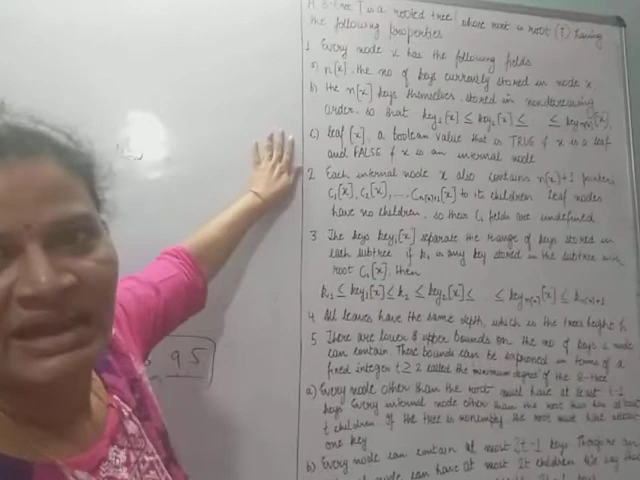 A B-tree T is a rooted tree (whose root is root (T) having
the following properties
1 Every node x has the following fields
a) n[x], the no of keys currently stored in node x
b) the n[x] keys themselves, stored in nondecreasing
order, so that key1[x] ≤ key2[x] ≤ ≤ keyn[x][x],
c) leaf [x], a boolean value that is TRUE if x is a leaf
and FALSE if x is an internal node
2 Each internal node x also contains n[x]+1 pointers
C1[x], C2[x], .... Cn[x]+1[x] to its children leaf nodes
have no children, so their Ci fields are undefined
3 The keys keyi[x] separate the range of keys stored in
each subtree if ki is any key stored in the subtree with
root Ci[x], then
k1 ≤ key1[x] ≤ k2 ≤ key2[x] ≤ ≤ keyn[x][x] ≤ kn[x]+1
4 All leaves have the same depth, which is the tree's height h
5 There are lower & upper bounds on the no of keys a node
can contain These bounds can be expressed in terms of a
fixed integer t ≥ 2 called the minimum degree of the B-tree
a) Every node other than the root must have at least t-1
keys Every internal node other than the root has at least
t children If the tree is nonempty, the root must have
one key
b) Every node can contain at most 2t-1 keys Therefore an
node can have at most 2t children We say that
95